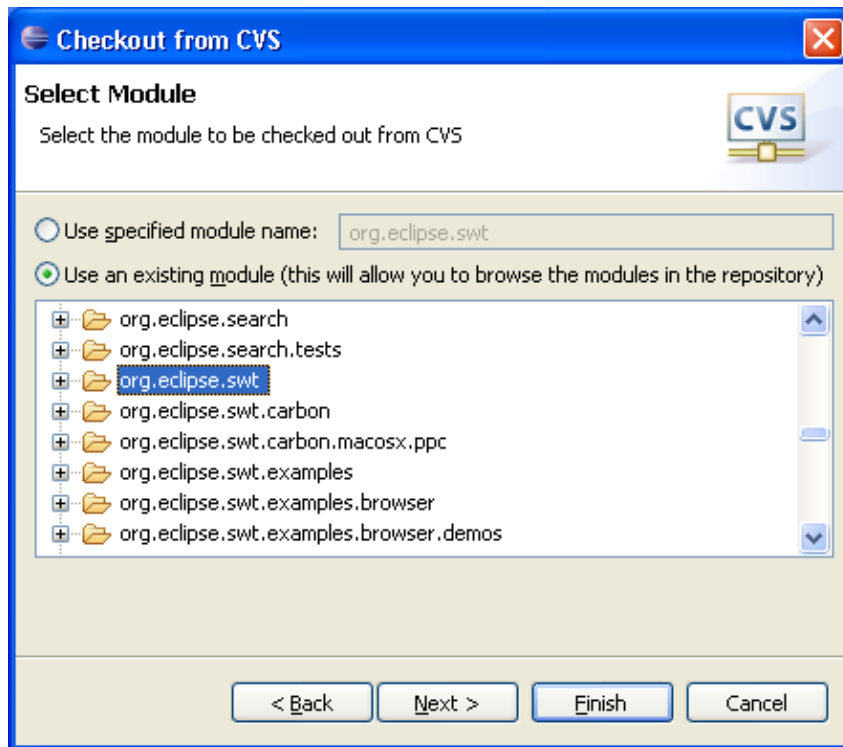 Checkout from CVS
Select Module
Select the module to be checked out from CVS
CVS
Use specified module name: org.eclipse.swt
Use an existing module (this will allow you to browse the modules in the repository)
org.eclipse.search
org.eclipse.search.tests
org.eclipse.swt
org.eclipse.swt.carbon
org.eclipse.swt.carbon.macosx.ppc
org.eclipse.swt.examples
org.eclipse.swt.examples.browser
org.eclipse.swt.examples.browser.demos
< Back Next > Finish Cancel